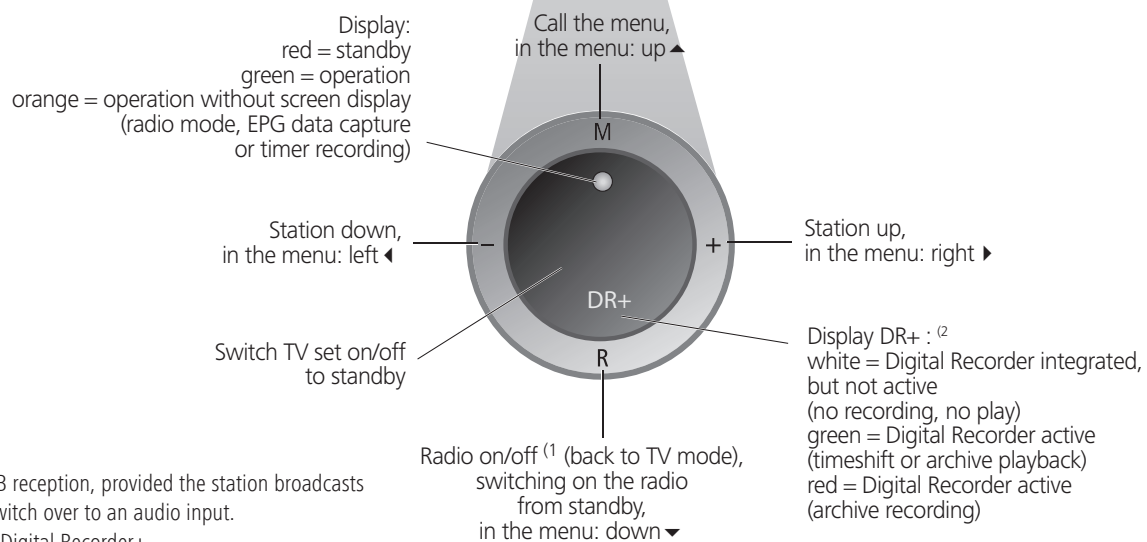 Display:
red = standby
green = operation
orange = operation without screen display
(radio mode, EPG data capture
or timer recording)
Call the menu,
in the menu: up ▲
M
Station down,
in the menu: left ◀
–
+
Station up,
in the menu: right ▶
DR+
Switch TV set on/off
to standby
R
Display DR+ : (2
white = Digital Recorder integrated,
but not active
(no recording, no play)
green = Digital Recorder active
(timeshift or archive playback)
red = Digital Recorder active
(archive recording)
Radio on/off (1 (back to TV mode),
switching on the radio
from standby,
in the menu: down ▼
reception, provided the station broadcasts
over to an audio input.
Digital Recorder+